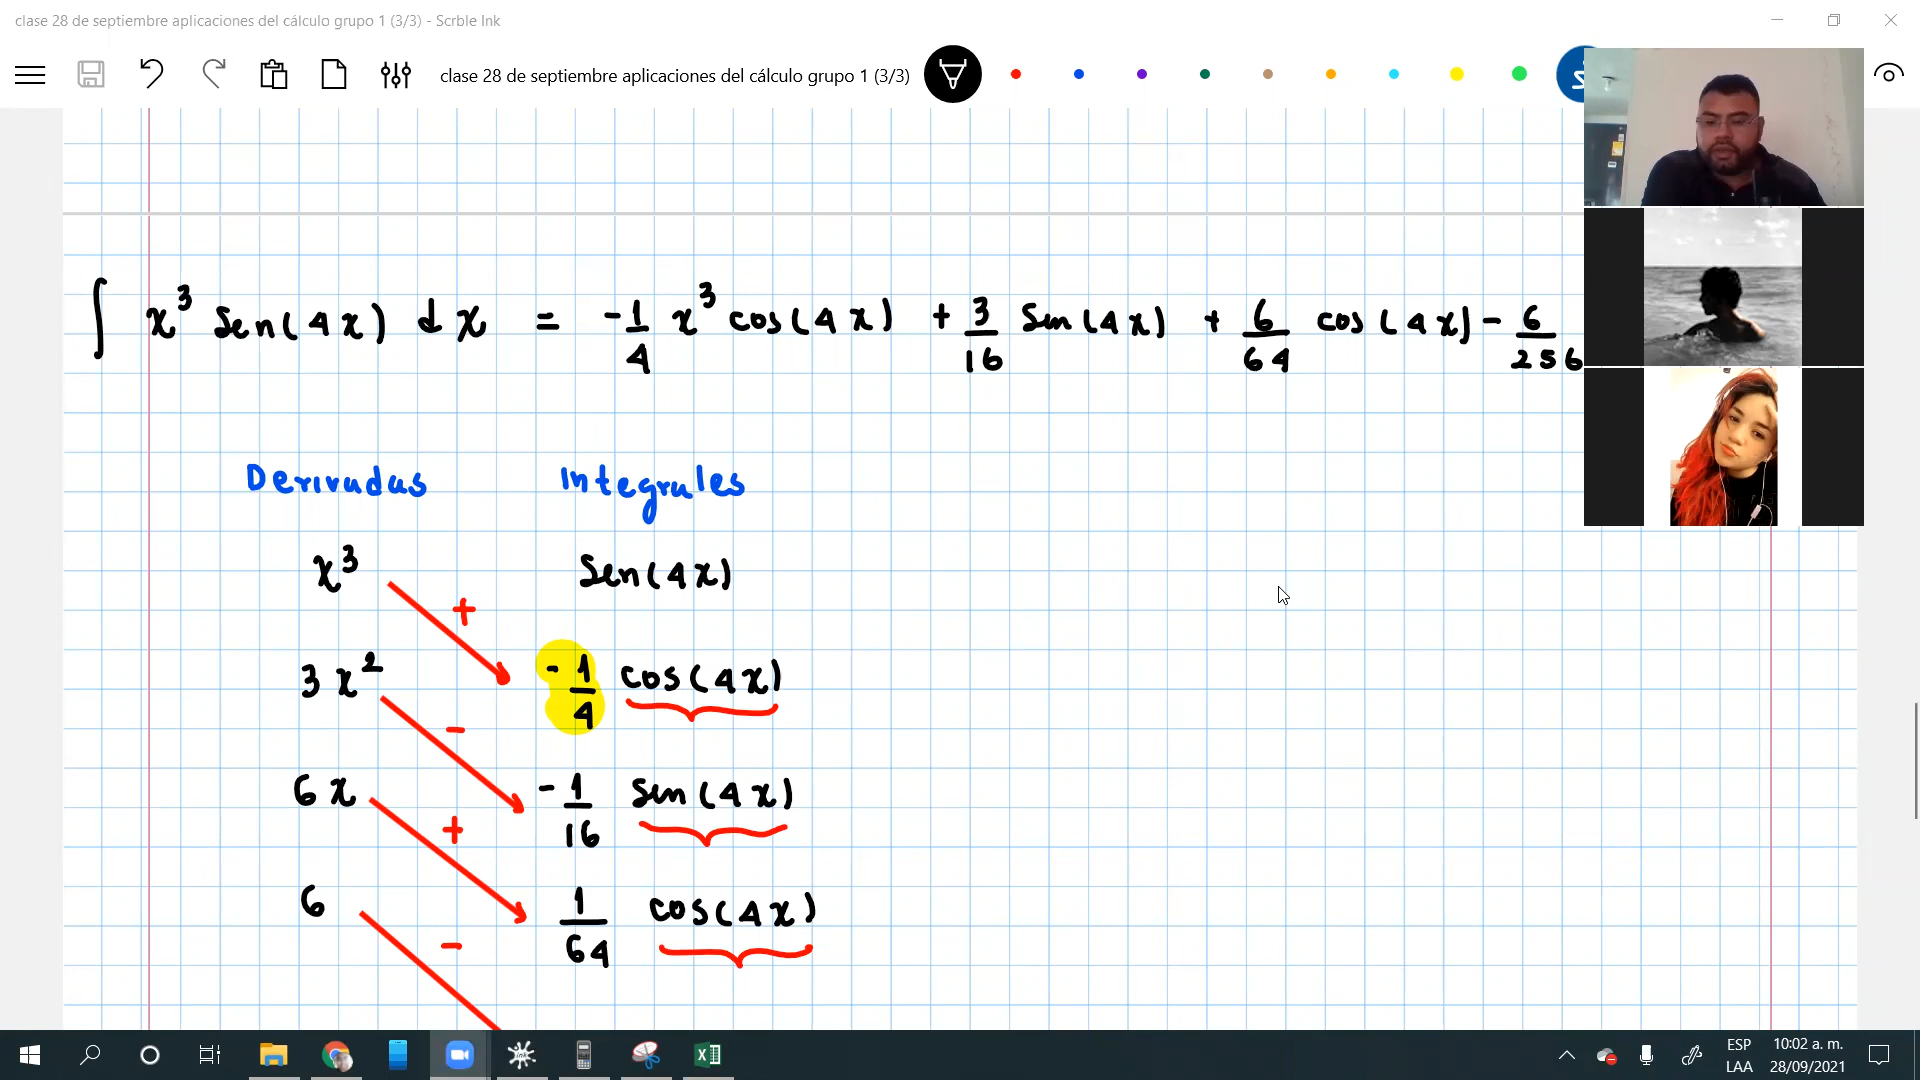 clase 28 de septiembre aplicaciones del cálculo grupo 1 (3/3) - Scrble Ink
clase 28 de septiembre aplicaciones del cálculo grupo 1 (3/3)
∫ x³ Sen(4x) dx = -1/4 x³ cos(4x) + 3/16 Sen(4x) + 6/64 cos(4x) - 6/256
Derivadas Integrales
x³ Sen(4x)
+
3x² -1/4 cos(4x)
-
6x -1/16 sen(4x)
+
6 1/64 cos(4x)
-
ESP 10:02 a. m.
LAA 28/09/2021